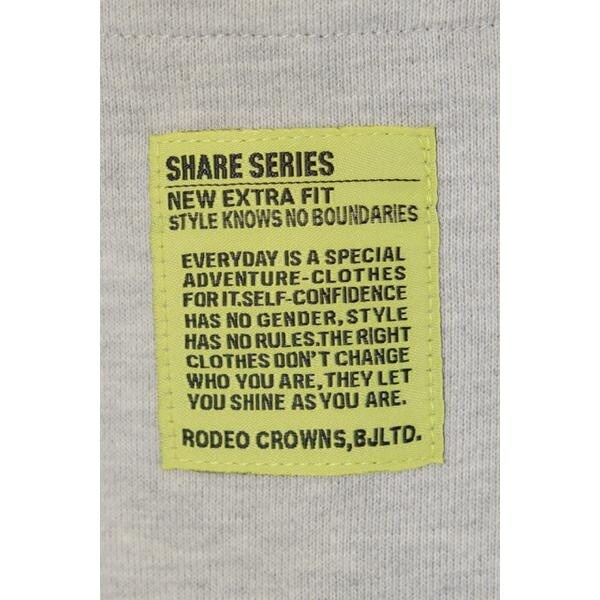 SHARE SERIES
NEW EXTRA FIT
STYLE KNOWS NO BOUNDARIES
EVERYDAY IS A SPECIAL
ADVENTURE-CLOTHES
FOR IT.SELF-CONFIDENCE
HAS NO GENDER, STYLE
HAS NO RULES.THE RIGHT
CLOTHES DON'T CHANGE
WHO YOU ARE, THEY LET
YOU SHINE AS YOU ARE.
RODEO CROWNS,BJLTD.